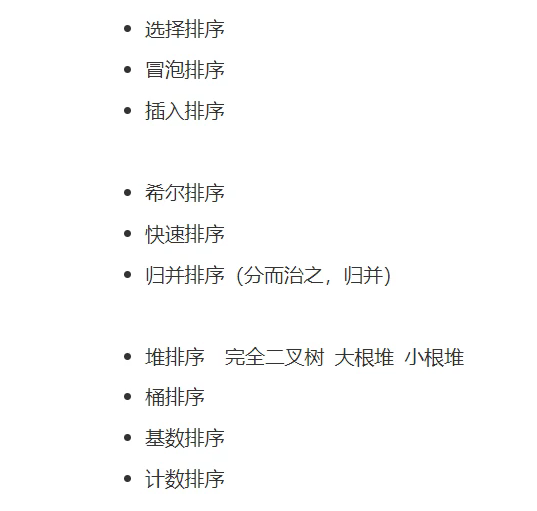 选择排序
冒泡排序
插入排序
希尔排序
快速排序
归并排序（分而治之，归并）
堆排序 完全二叉树 大根堆 小根堆
桶排序
基数排序
计数排序